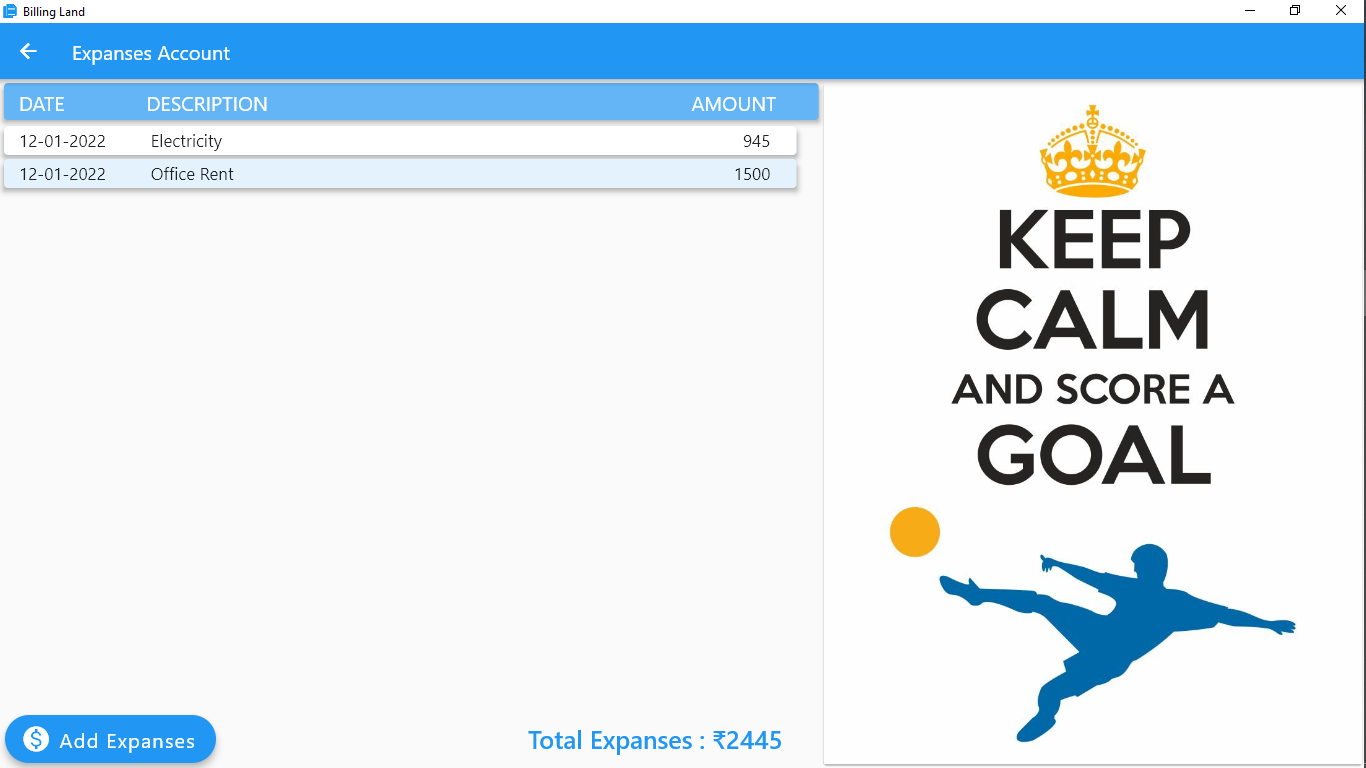 Billing Land
Expanses Account
DATE DESCRIPTION AMOUNT
12-01-2022 Electricity 945
12-01-2022 Office Rent 1500
Add Expanses
Total Expanses : ₹2445
KEEP
CALM
AND SCORE A
GOAL